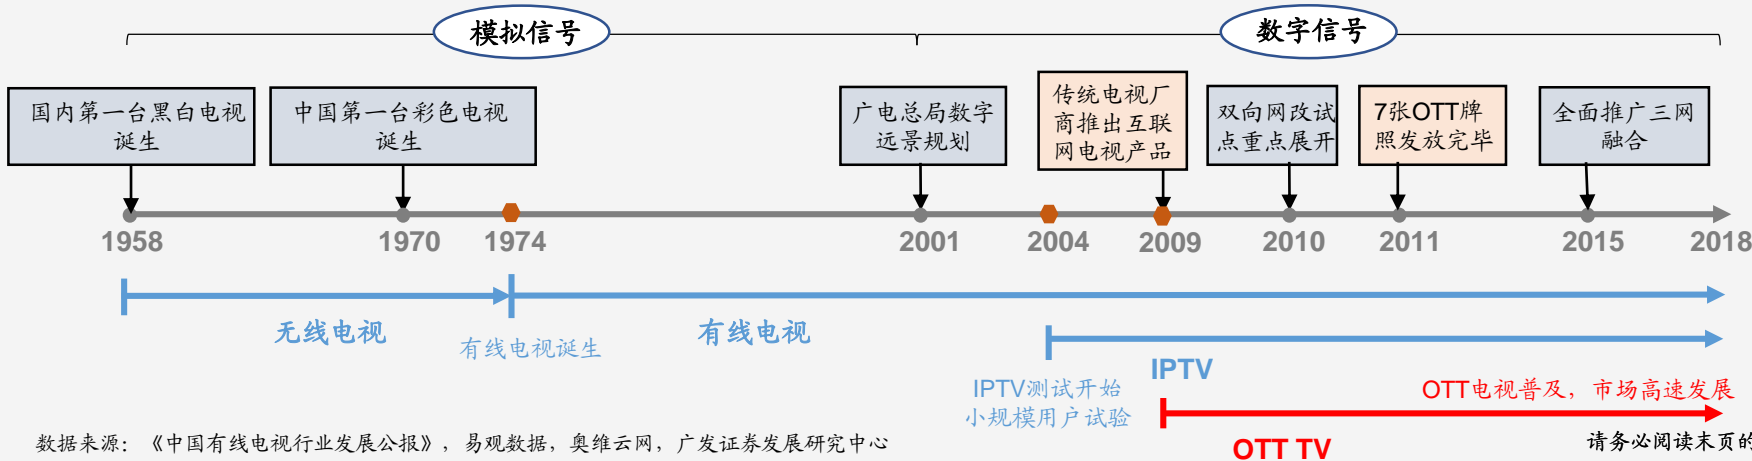 模拟信号
数字信号
国内第一台黑白电视
诞生
中国第一台彩色电视
诞生
广电总局数字
远景规划
传统电视厂
商推出互联
网电视产品
双向网改试
点重点展开
7张OTT牌
照发放完毕
全面推广三网
融合
1958
1970
1974
2001
2004
2009
2010
2011
2015
2018
无线电视
有线电视诞生
有线电视
IPTV
IPTV测试开始
小规模用户试验
OTT电视普及，市场高速发展
OTT TV
数据来源：《中国有线电视行业发展公报》，易观数据，奥维云网，广发证券发展研究中心
请务必阅读末页的